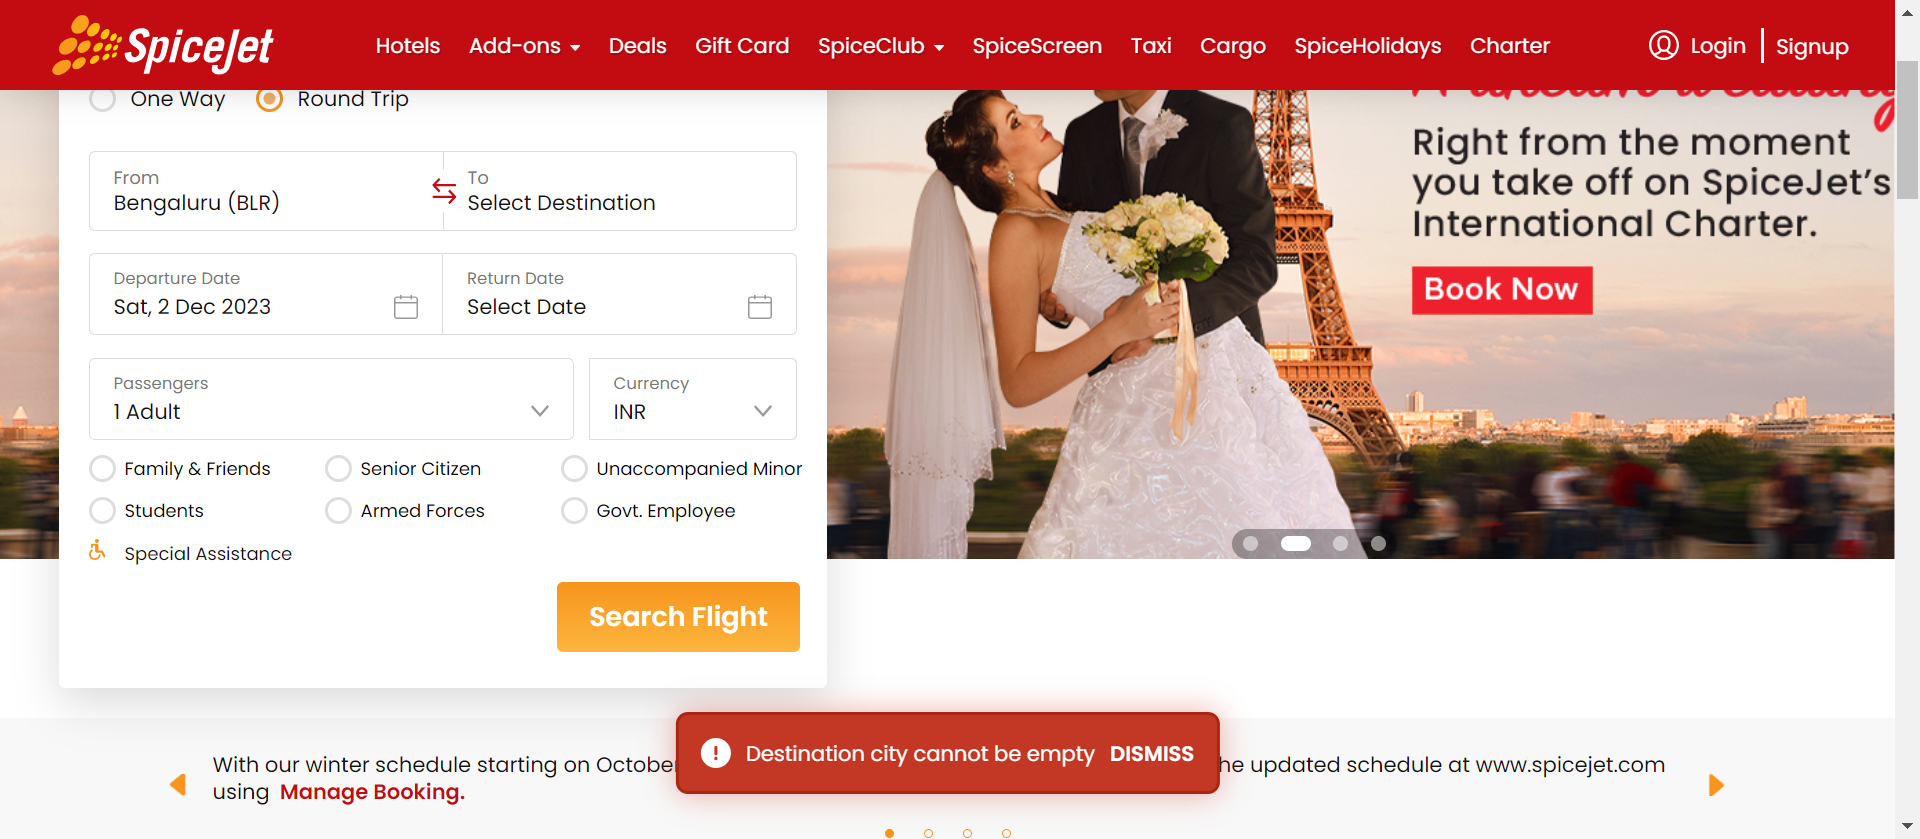 SpiceJet
Hotels Add-ons Deals Gift Card SpiceClub SpiceScreen Taxi Cargo SpiceHolidays Charter Login Signup
One Way Round Trip
From
Bengaluru (BLR)
To
Select Destination
Departure Date
Sat, 2 Dec 2023
Return Date
Select Date
Passengers
1 Adult
Currency
INR
Family & Friends Senior Citizen Unaccompanied Minor
Students Armed Forces Govt. Employee
Special Assistance
Search Flight
Right from the moment
you take off on SpiceJet's
International Charter.
Book Now
With our winter schedule starting on October
updated schedule at www.spicejet.com
using Manage Booking.
Destination city cannot be empty DISMISS